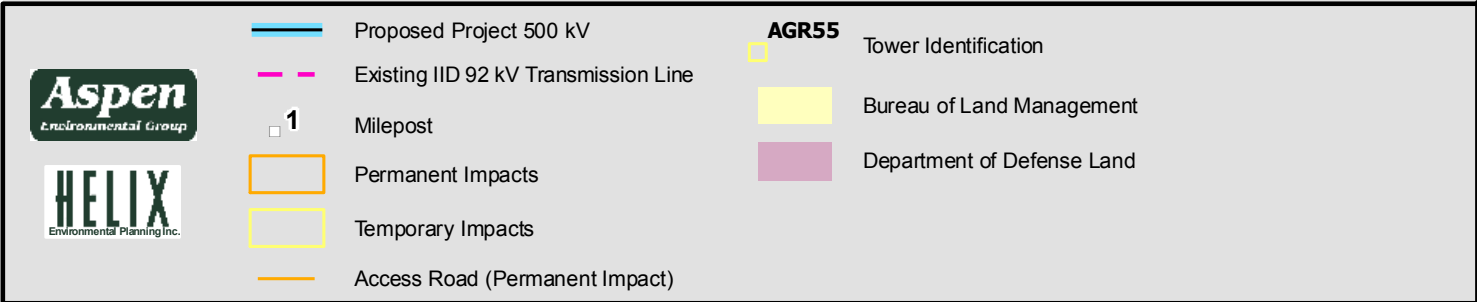 Aspen
Environmental Group
HELIX
Environmental Planning Inc.
Proposed Project 500 kV
Existing IID 92 kV Transmission Line
1
Milepost
Permanent Impacts
Temporary Impacts
Access Road (Permanent Impact)
AGR55
Tower Identification
Bureau of Land Management
Department of Defense Land